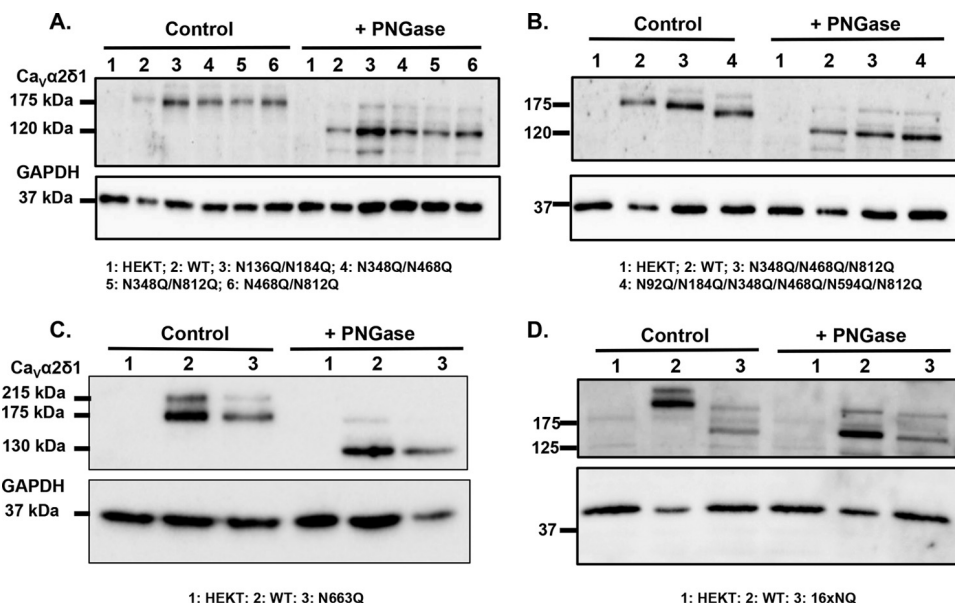 A.
Control + PNGase
Ca_Vα2δ1 1 2 3 4 5 6 1 2 3 4 5 6
175 kDa
120 kDa
GAPDH
37 kDa
1: HEKT; 2: WT; 3: N136Q/N184Q; 4: N348Q/N468Q
5: N348Q/N812Q; 6: N468Q/N812Q
B.
Control + PNGase
1 2 3 4 1 2 3 4
175
120
37
1: HEKT; 2: WT; 3: N348Q/N468Q/N812Q
4: N92Q/N184Q/N348Q/N468Q/N594Q/N812Q
C.
Control + PNGase
Ca_Vα2δ1 1 2 3 1 2 3
215 kDa
175 kDa
130 kDa
GAPDH
37 kDa
1: HEKT; 2: WT; 3: N663Q
D.
Control + PNGase
1 2 3 1 2 3
175
125
37
1: HEKT; 2: WT; 3: 16xNQ